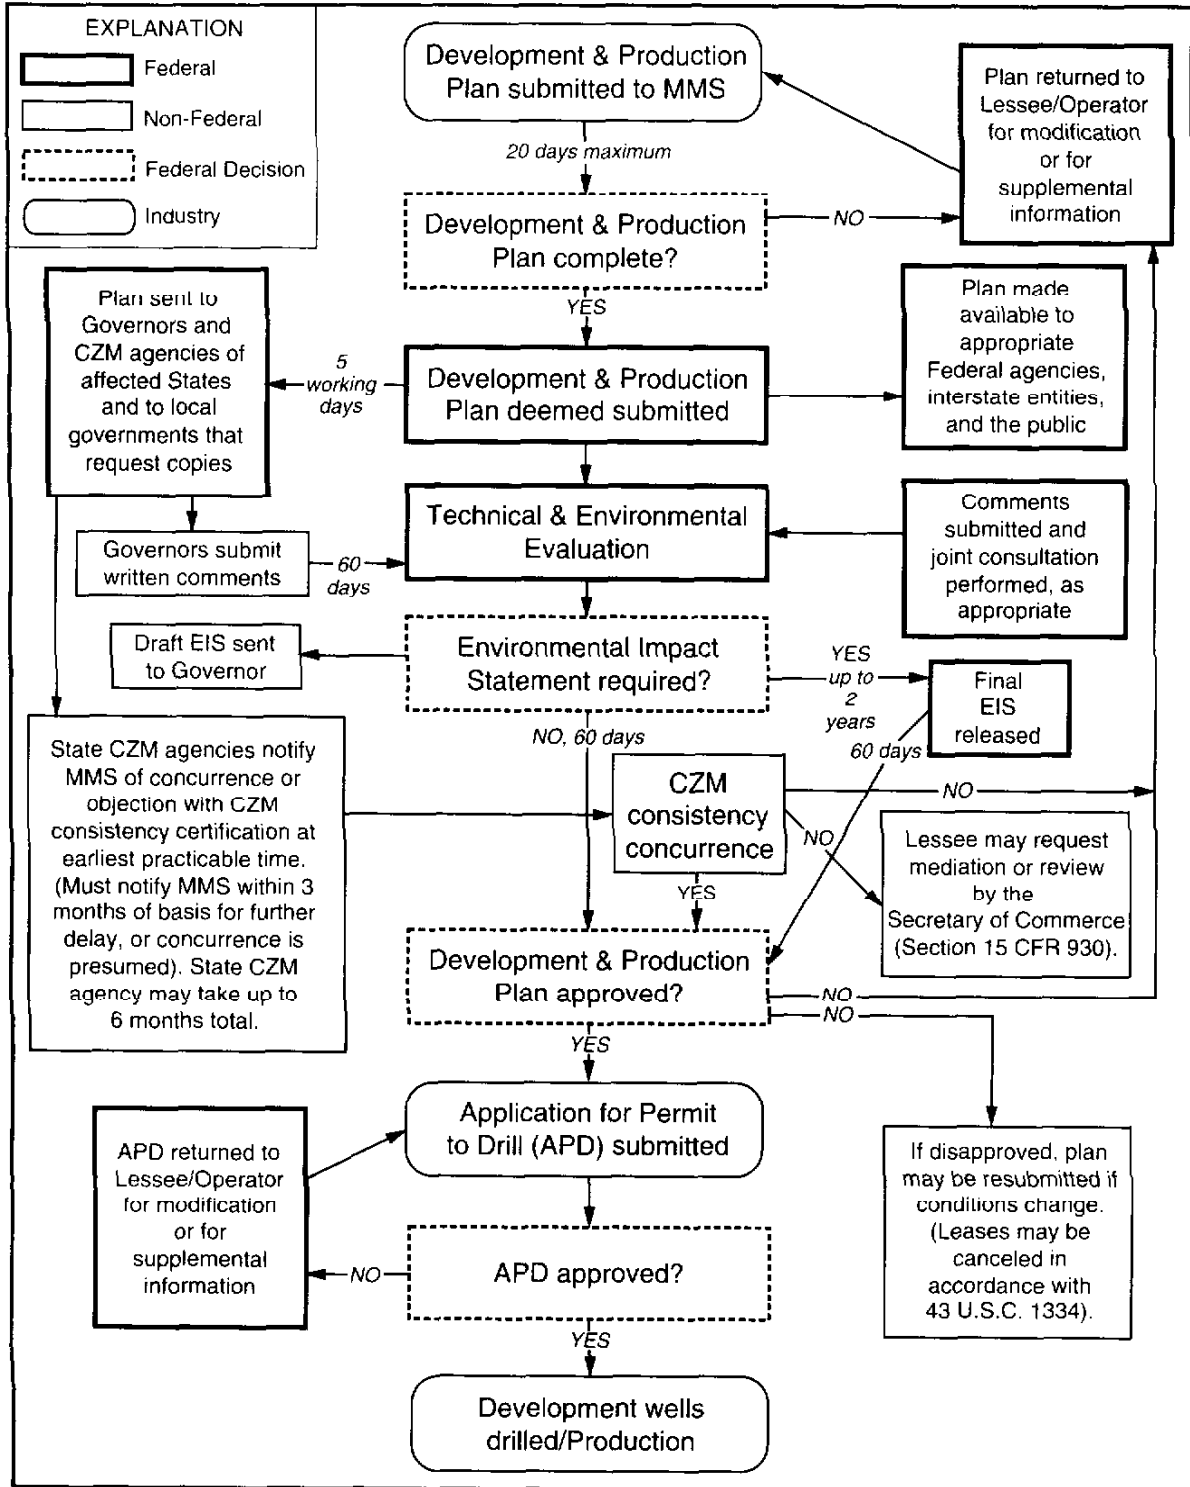 EXPLANATION
Federal
Non-Federal
Federal Decision
Industry
Development & Production
Plan submitted to MMS
Plan returned to
Lessee/Operator
for modification
or for
supplemental
information
20 days maximum
Development & Production
Plan complete?
NO
YES
Plan sent to
Governors and
CZM agencies of
affected States
and to local
governments that
request copies
5
working
days
Development & Production
Plan deemed submitted
Plan made
available to
appropriate
Federal agencies,
interstate entities,
and the public
Governors submit
written comments
60
days
Technical & Environmental
Evaluation
Comments
submitted and
joint consultation
performed, as
appropriate
Draft EIS sent
to Governor
Environmental Impact
Statement required?
YES
up to
2
years
Final
EIS
released
NO, 60 days
60 days
State CZM agencies notify
MMS of concurrence or
objection with CZM
consistency certification at
earliest practicable time.
(Must notify MMS within 3
months of basis for further
delay, or concurrence is
presumed). State CZM
agency may take up to
6 months total.
CZM
consistency
concurrence
NO
NO
YES
Lessee may request
mediation or review
by the
Secretary of Commerce
(Section 15 CFR 930).
Development & Production
Plan approved?
NO
NO
YES
Application for Permit
to Drill (APD) submitted
APD returned to
Lessee/Operator
for modification
or for
supplemental
information
If disapproved, plan
may be resubmitted if
conditions change.
(Leases may be
canceled in
accordance with
43 U.S.C. 1334).
APD approved?
NO
YES
Development wells
drilled/Production